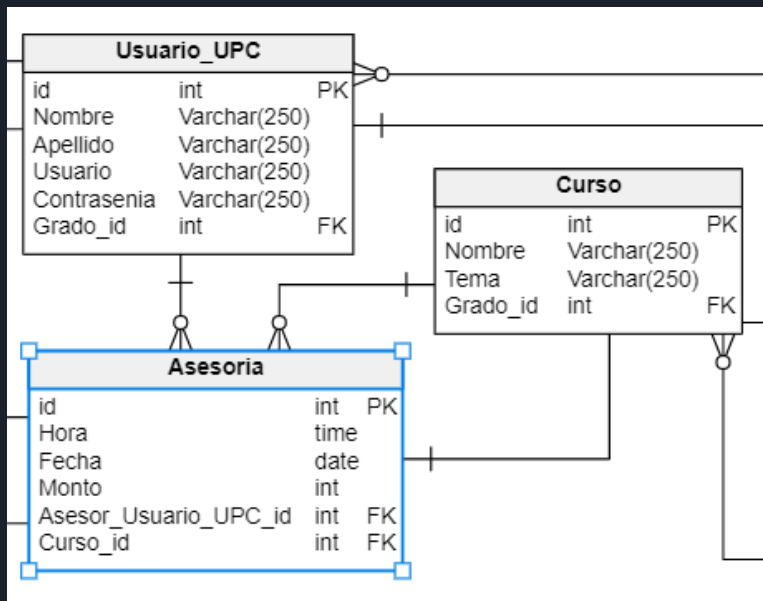 Usuario_UPC
id int PK
Nombre Varchar(250)
Apellido Varchar(250)
Usuario Varchar(250)
Contrasenia Varchar(250)
Grado_id int FK
Curso
id int PK
Nombre Varchar(250)
Tema Varchar(250)
Grado_id int FK
Asesoria
id int PK
Hora time
Fecha date
Monto int
Asesor_Usuario_UPC_id int FK
Curso_id int FK